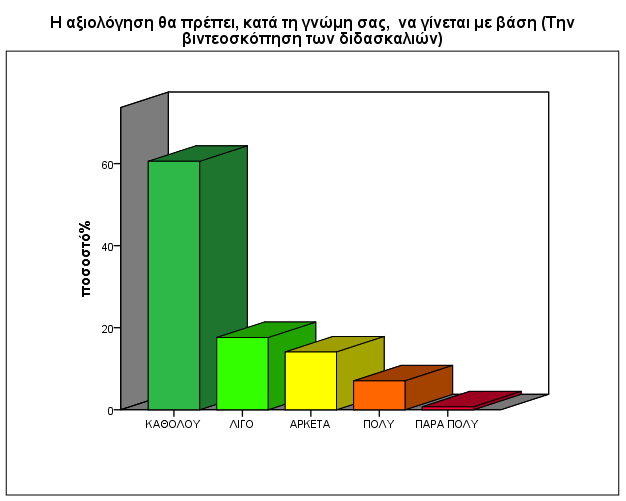 Η αξιολόγηση θα πρέπει, κατά τη γνώμη σας, να γίνεται με βάση (Την
βιντεοσκόπηση των διδασκαλιών)
ποσοστό%
60
40
20
0
ΚΑΘΟΛΟΥ ΛΙΓΟ ΑΡΚΕΤΑ ΠΟΛΥ ΠΑΡΑ ΠΟΛΥ